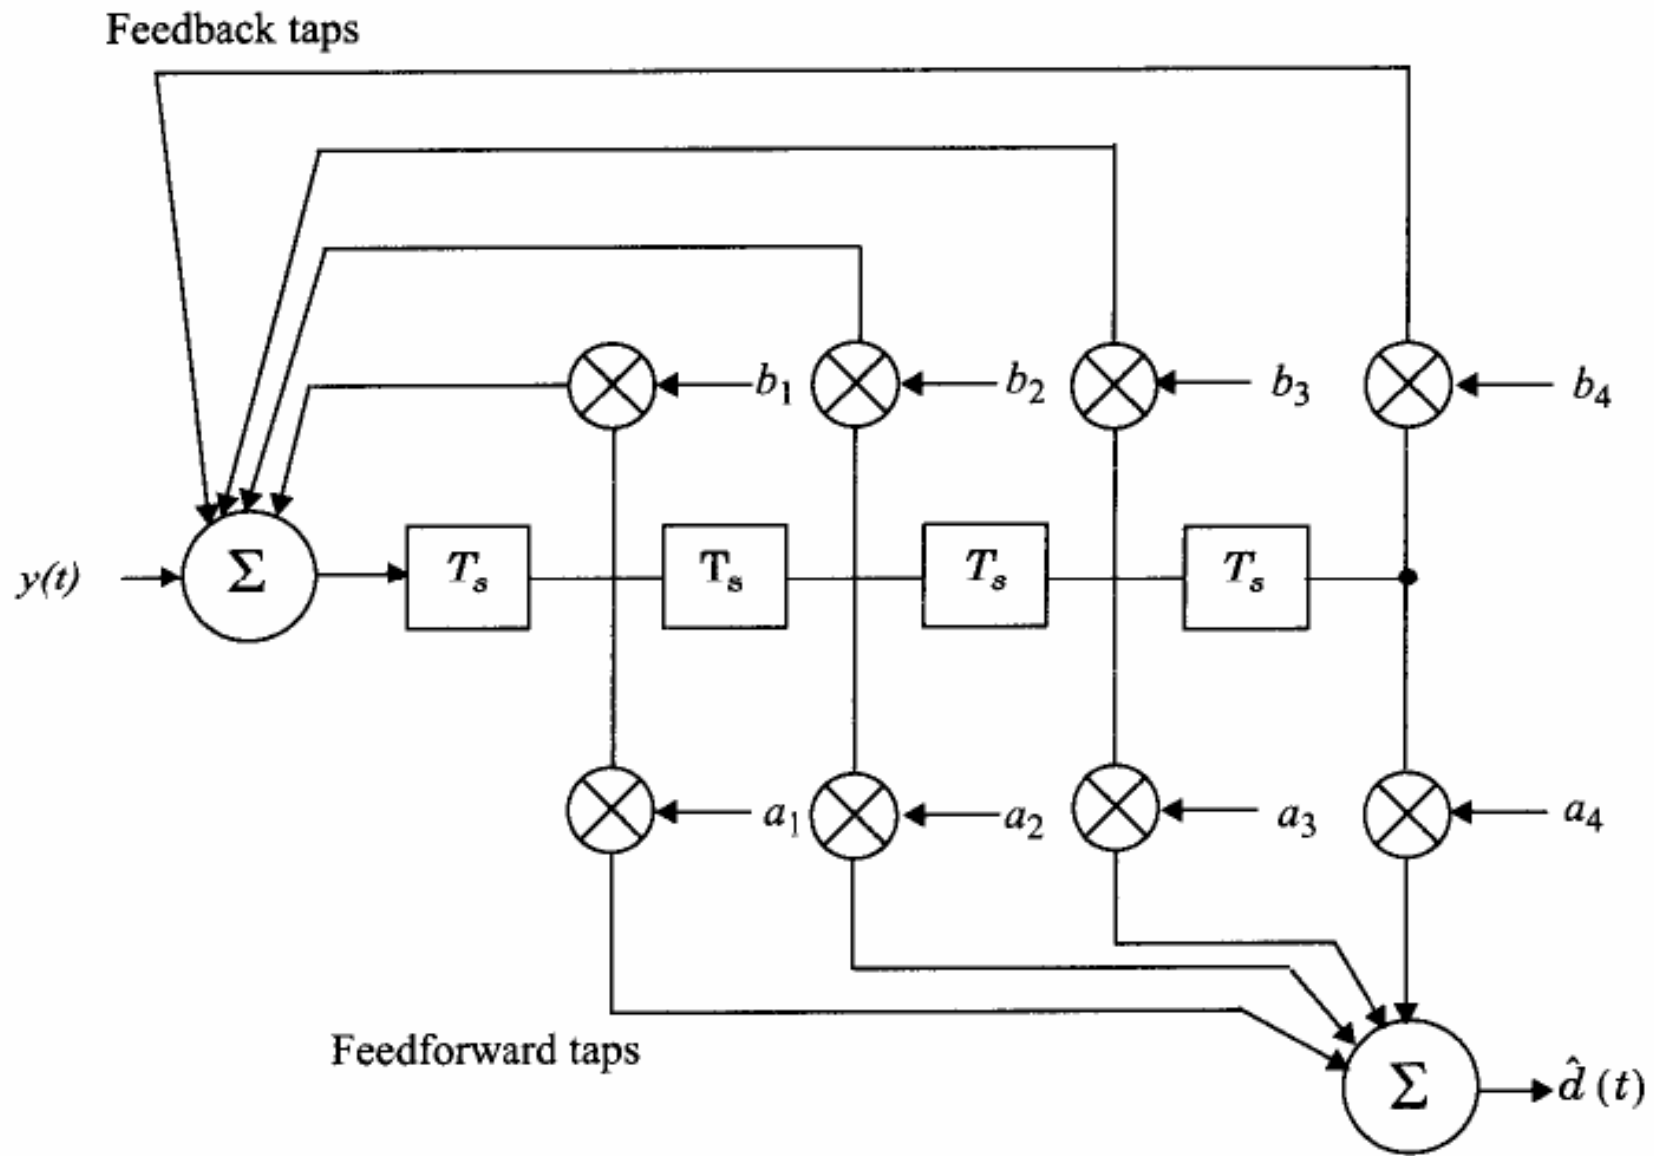 Feedback taps
b₁ b₂ b₃ b₄
y(t) Σ Tₛ Tₛ Tₛ Tₛ
a₁ a₂ a₃ a₄
Feedforward taps
Σ d̂ (t)